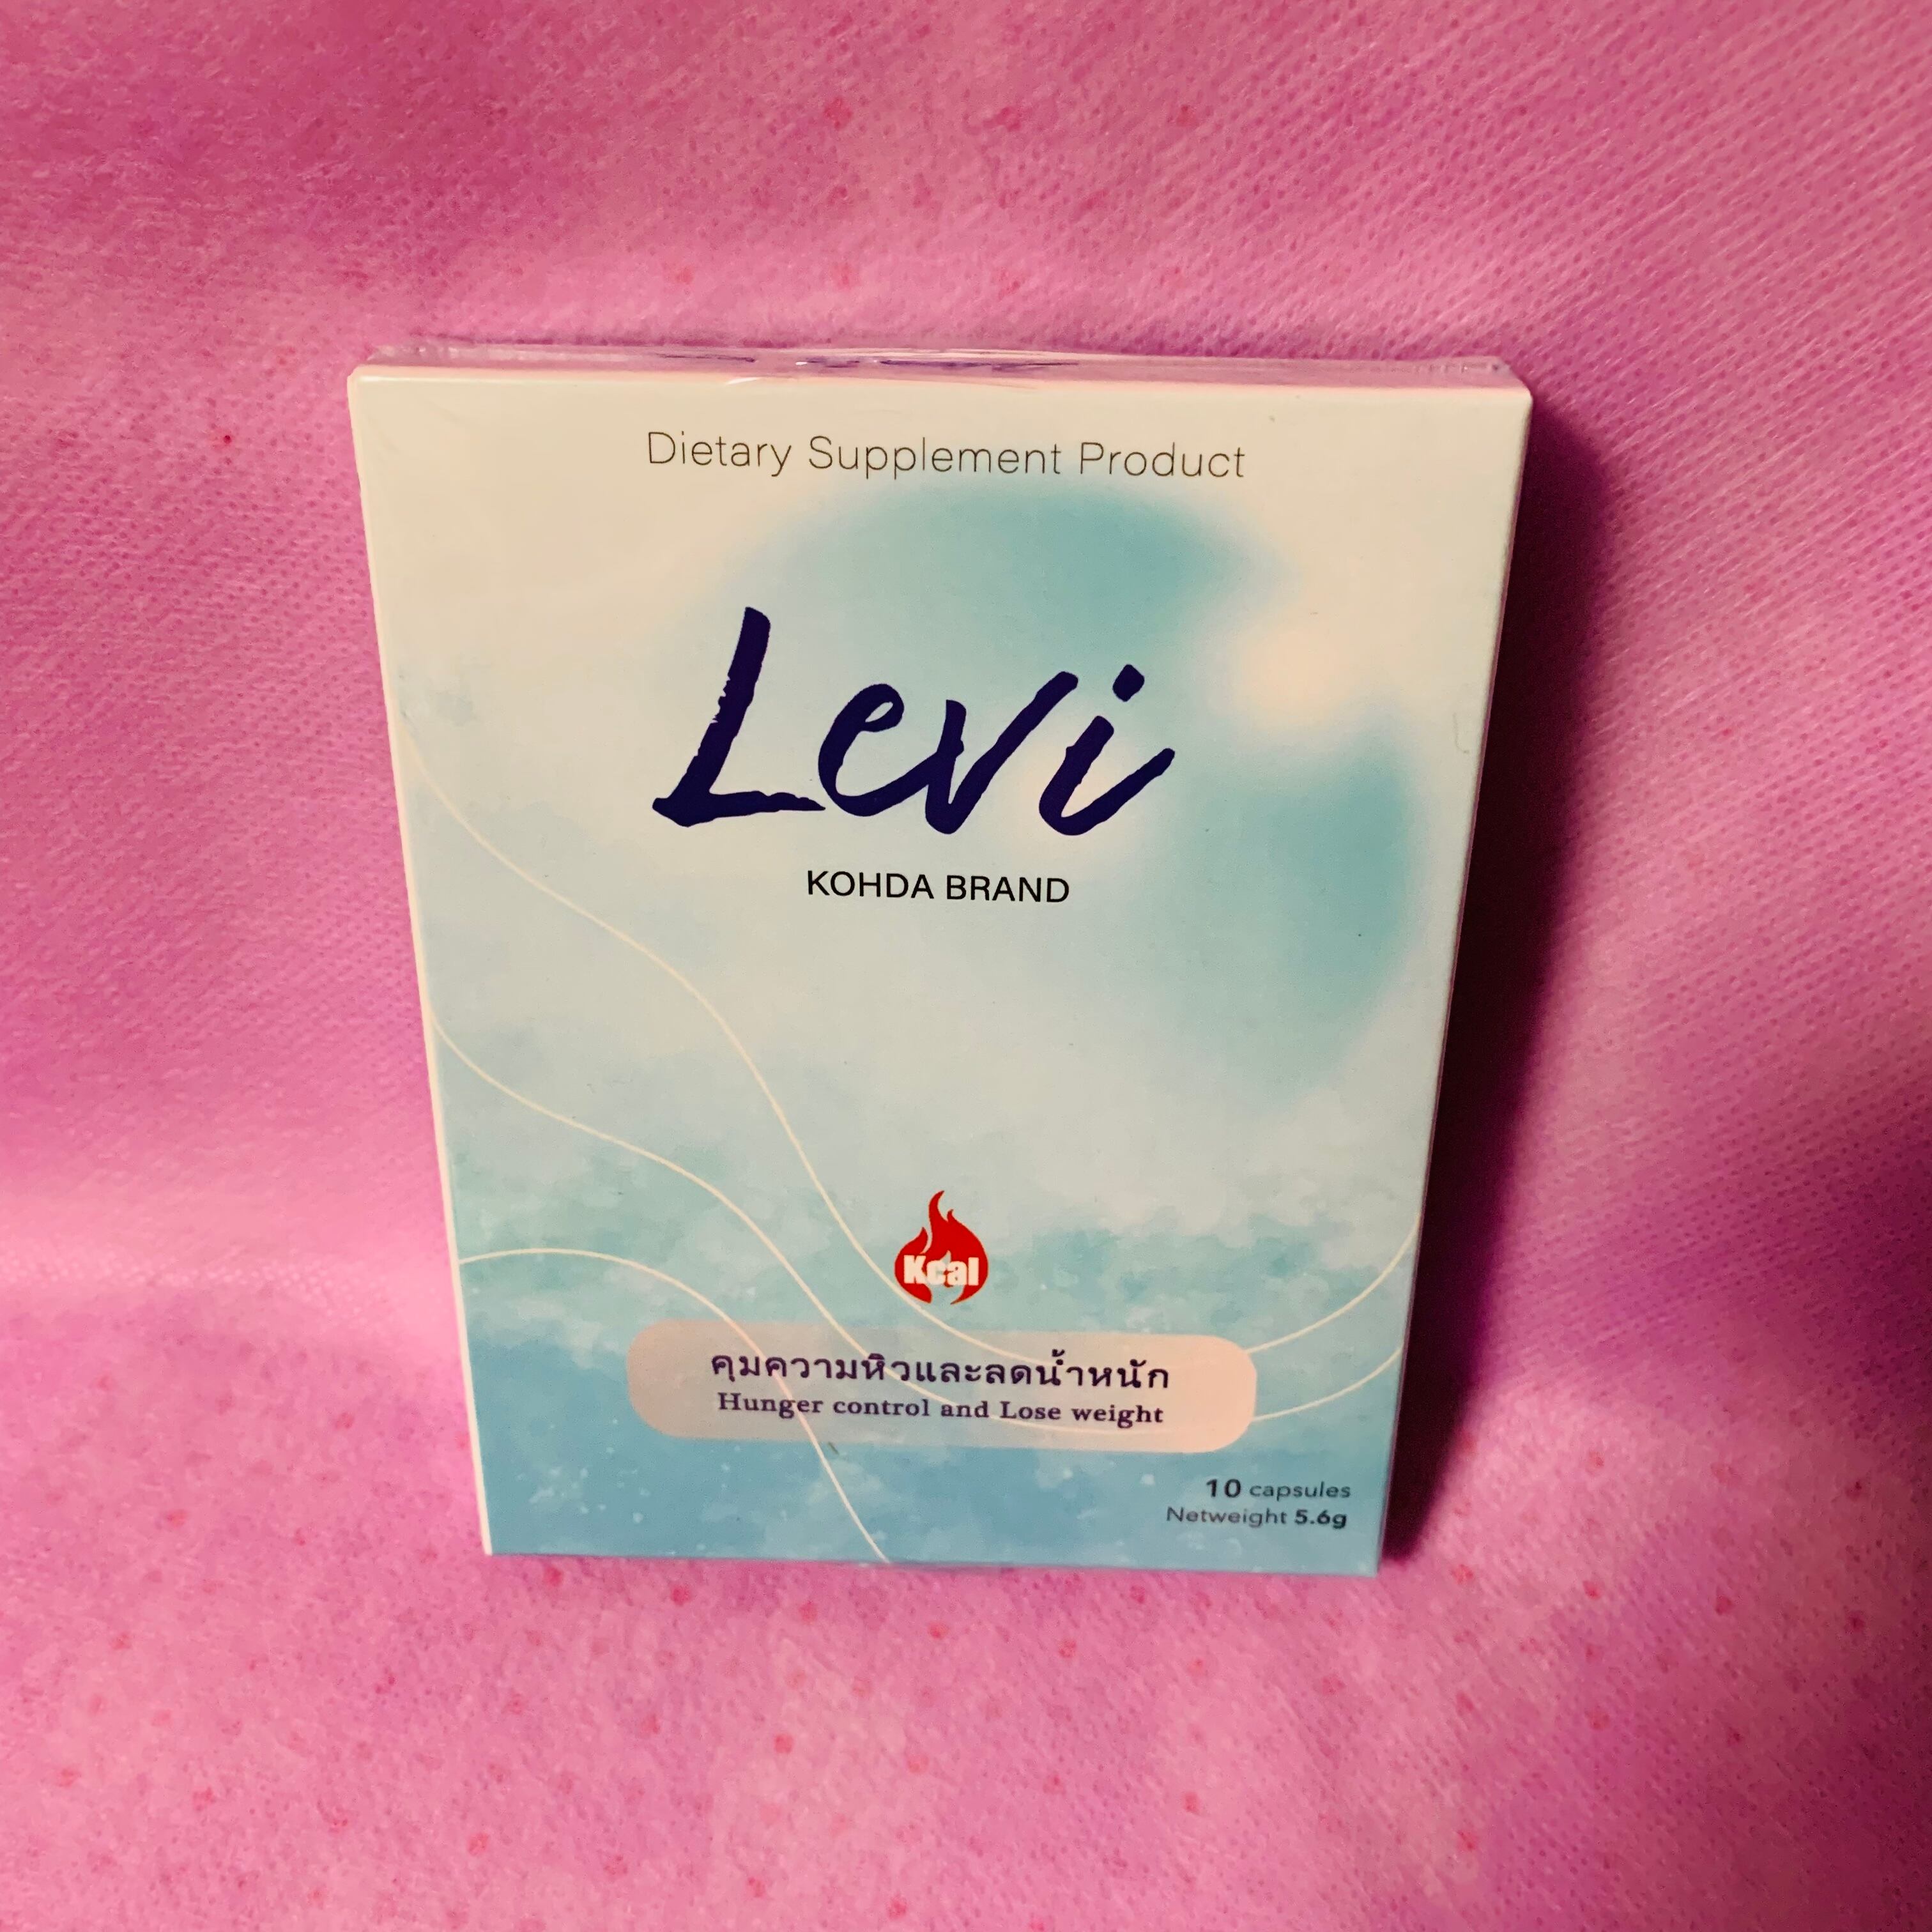 Dietary Supplement Product
Levi
KOHDA BRAND
Kcal
คุมความหิวและลดน้ำหนัก
Hunger control and Lose weight
10 capsules
Netweight 5.6g